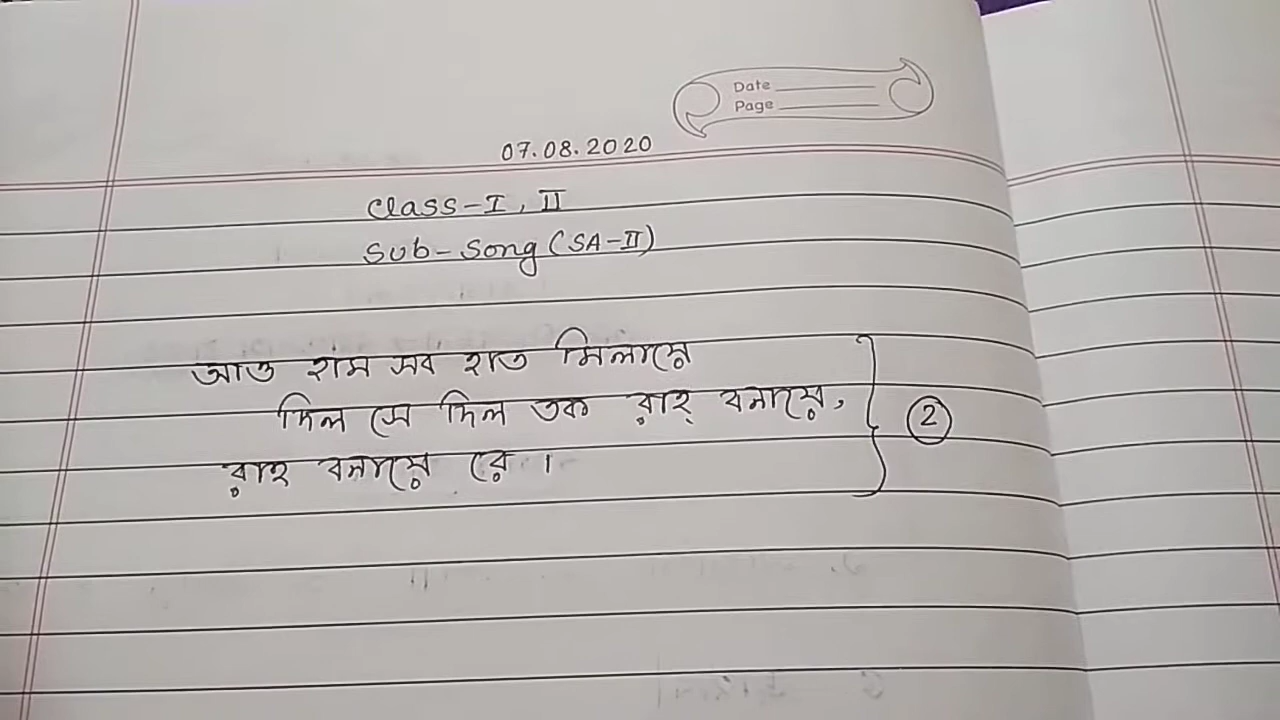 Date
Page
07.08.2020
Class-I, II
Sub-Song (SA-II)
আও হাম সব হাত মিলায়ে
দিল সে দিল তক রাহ্ বনায়ে,
রাহ বনায়ে রে।
2